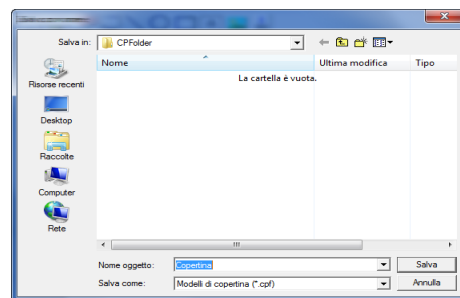 Salva in: CPFolder
Nome Ultima modifica Tipo
La cartella è vuota.
Risorse recenti
Desktop
Raccolte
Computer
Rete
Nome oggetto: Copertina Salva
Salva come: Modelli di copertina (*.cpf) Annulla